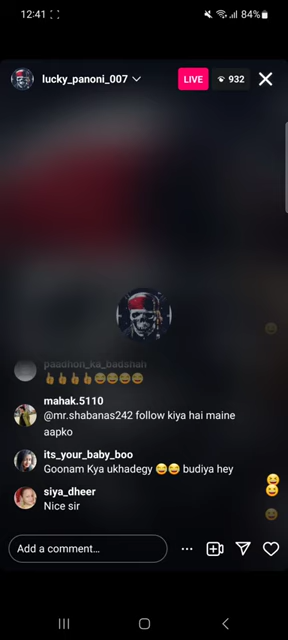 12:41
84%
lucky_panoni_007
LIVE
932
paadhon_ka_badshah
👍👍👍👍😂😂😂😂
mahak.5110
@mr.shabanas242 follow kiya hai maine
aapko
its_your_baby_boo
Goonam Kya ukhadegy 😂😂 budiya hey
siya_dheer
Nice sir
Add a comment...